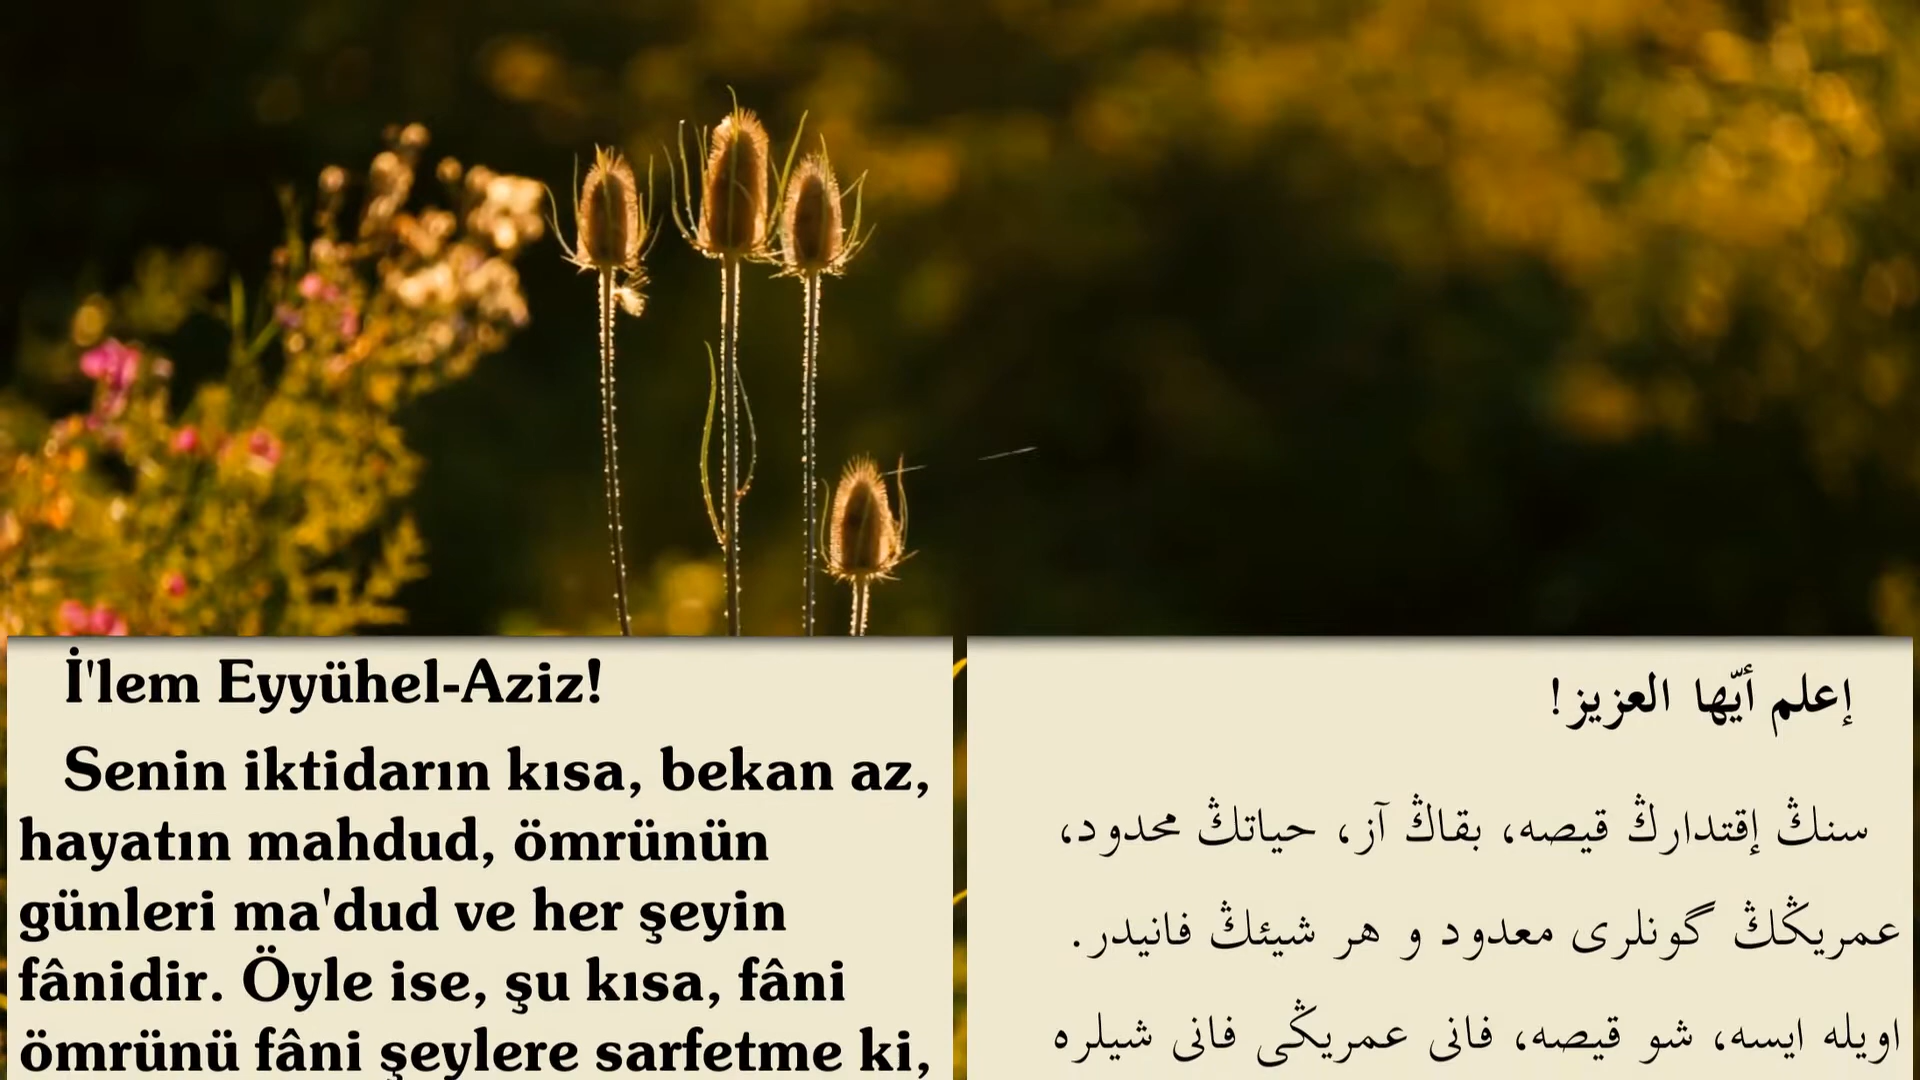 İ'lem Eyyühel-Aziz!
Senin iktidarın kısa, bekan az,
hayatın mahdud, ömrünün
günleri ma'dud ve her şeyin
fânidir. Öyle ise, şu kısa, fâni
ömrünü fâni şeylere sarfetme ki,
إعلم أيّها العزيز!
سنڭ إقتدارڭ قيصه، بقاڭ آز، حياتڭ محدود،
عمريڭڭ گونلرى معدود و هر شيئڭ فانيدر.
اويله ايسه، شو قيصه، فانى عمريڭى فانى شيلره